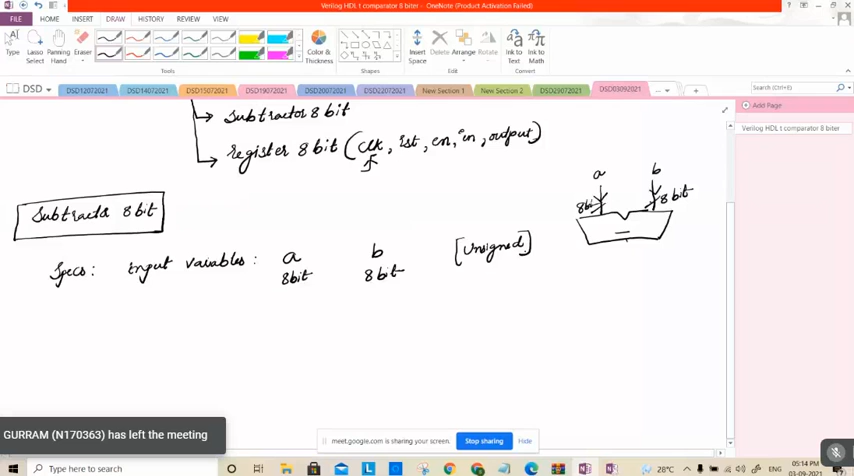 Verilog HDL t comparator 8 biter - OneNote (Product Activation Failed)
FILE HOME INSERT DRAW HISTORY REVIEW VIEW
Type Lasso Select Panning Hand Eraser Color & Thickness Insert Space Delete Arrange Ink to Text Ink to Math
Tools Shapes Edit Convert
DSD DSD12072021 DSD14072021 DSD15072021 DSD19072021 DSD20072021 DSD22072021 New Section 1 New Section 2 DSD29072021 DSD03092021 Search (Ctrl+E)
Add Page
Verilog HDL t comparator 8 biter
Subtractor 8 bit
register 8 bit (clk, rst, en, in, output)
a b
8bit 8 bit
Subtractor 8 bit
Specs: Input variables: a b [Unsigned]
8bit 8 bit
GURRAM (N170363) has left the meeting
meet.google.com is sharing your screen. Stop sharing Hide
Type here to search
28°C
ENG
05:14 PM
03-09-2021